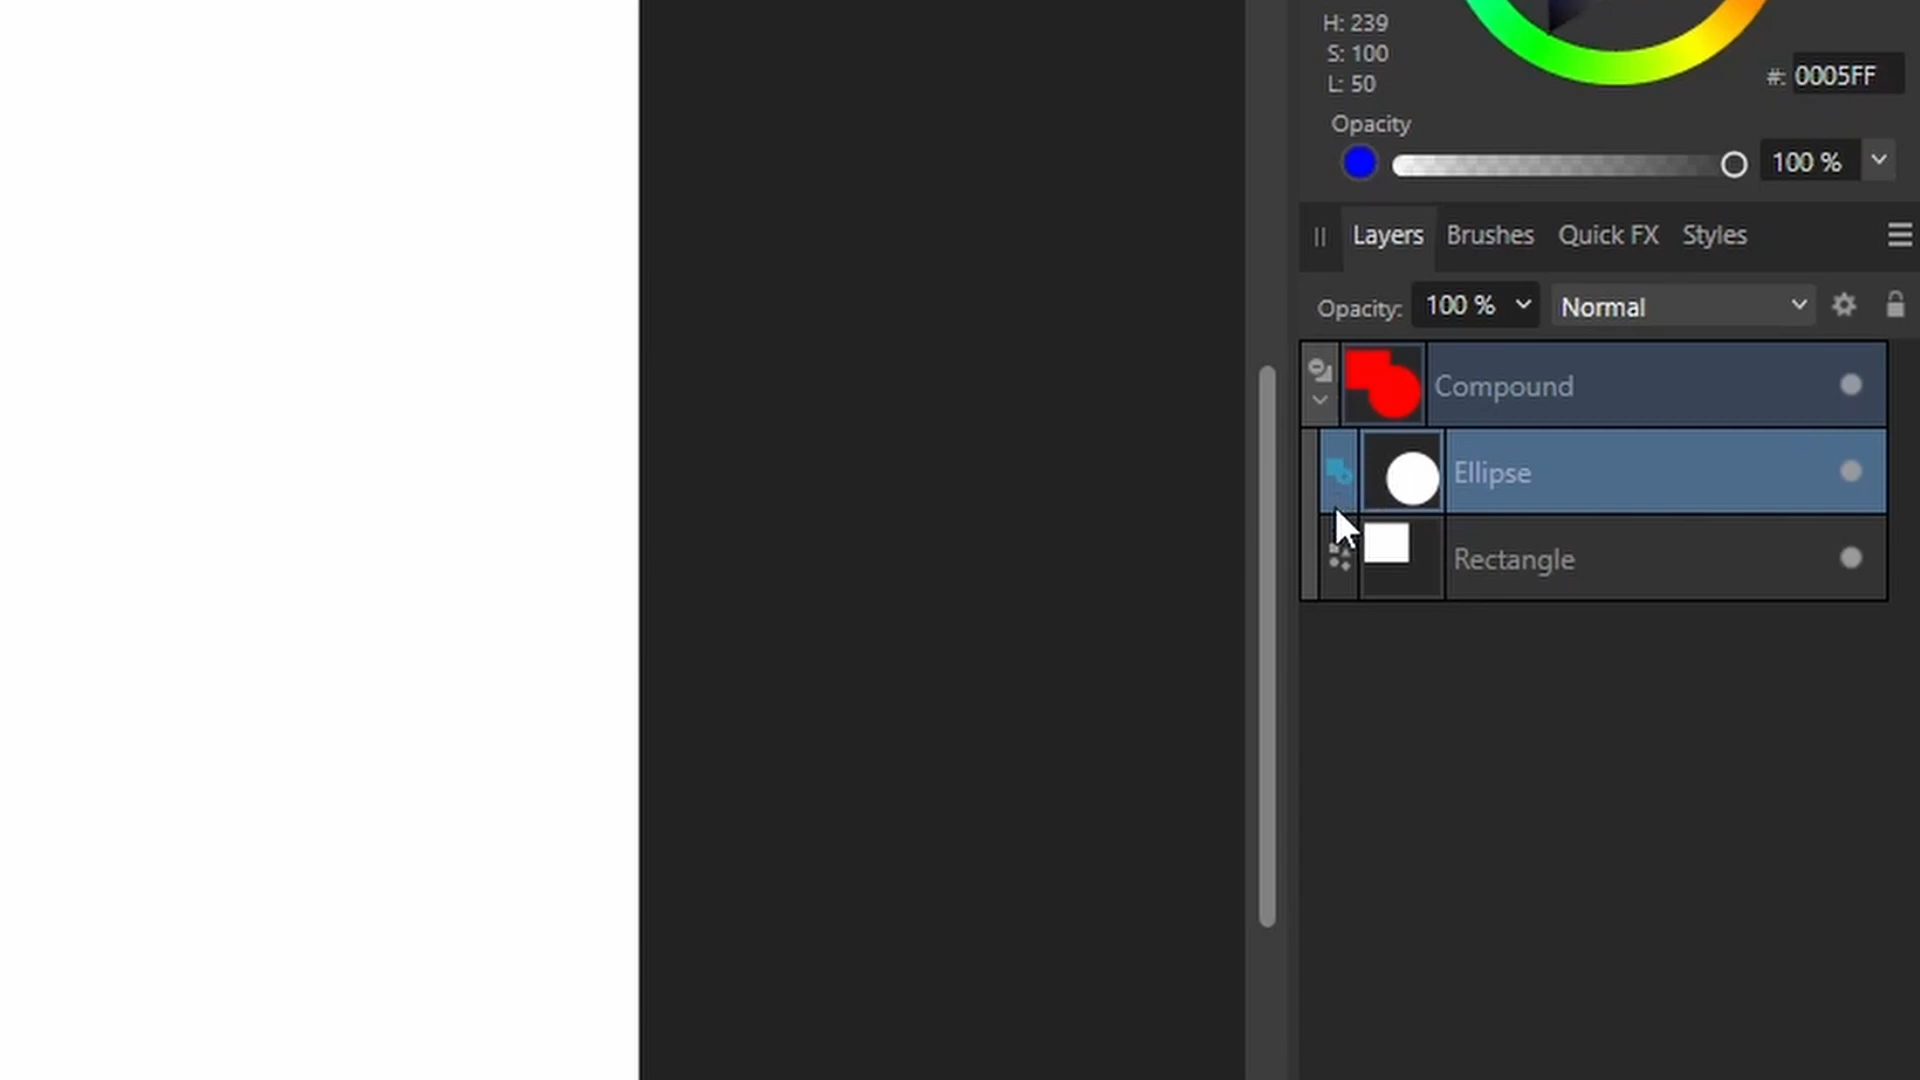 H: 239
S: 100
L: 50
#: 0005FF
Opacity
100 %
Layers Brushes Quick FX Styles
Opacity: 100 % Normal
Compound
Ellipse
Rectangle